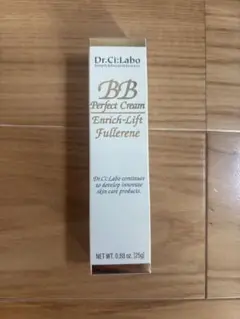 Dr.Ci:Labo
BB
Perfect Cream
Enrich-Lift
Fullerene
Dr.Ci:Labo continues
to develop innovative
skin care products.
NET WT. 0.88 oz. (25g)